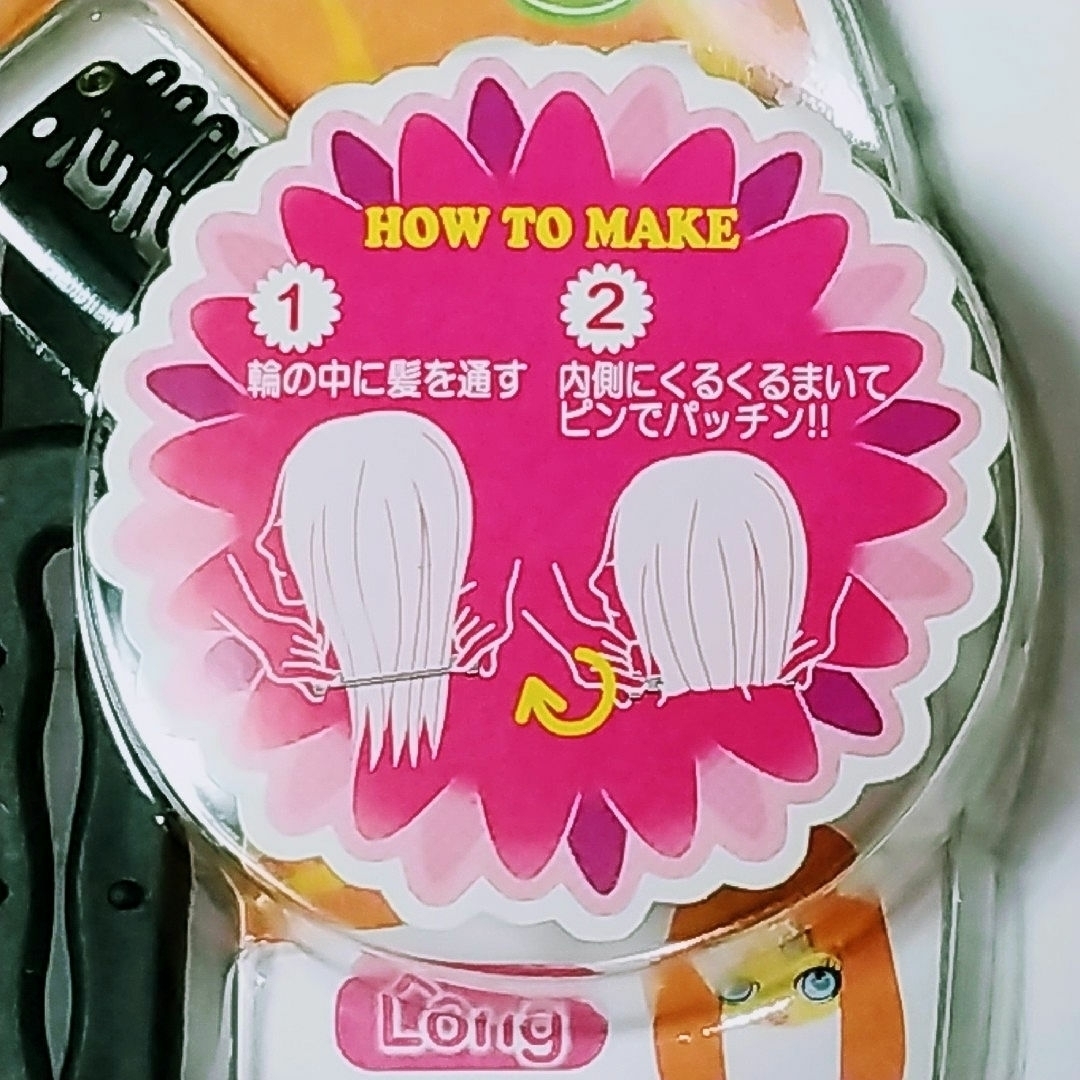 HOW TO MAKE
1
輪の中に髪を通す
2
内側にくるくるまいて
ピンでパッチン!!
Long